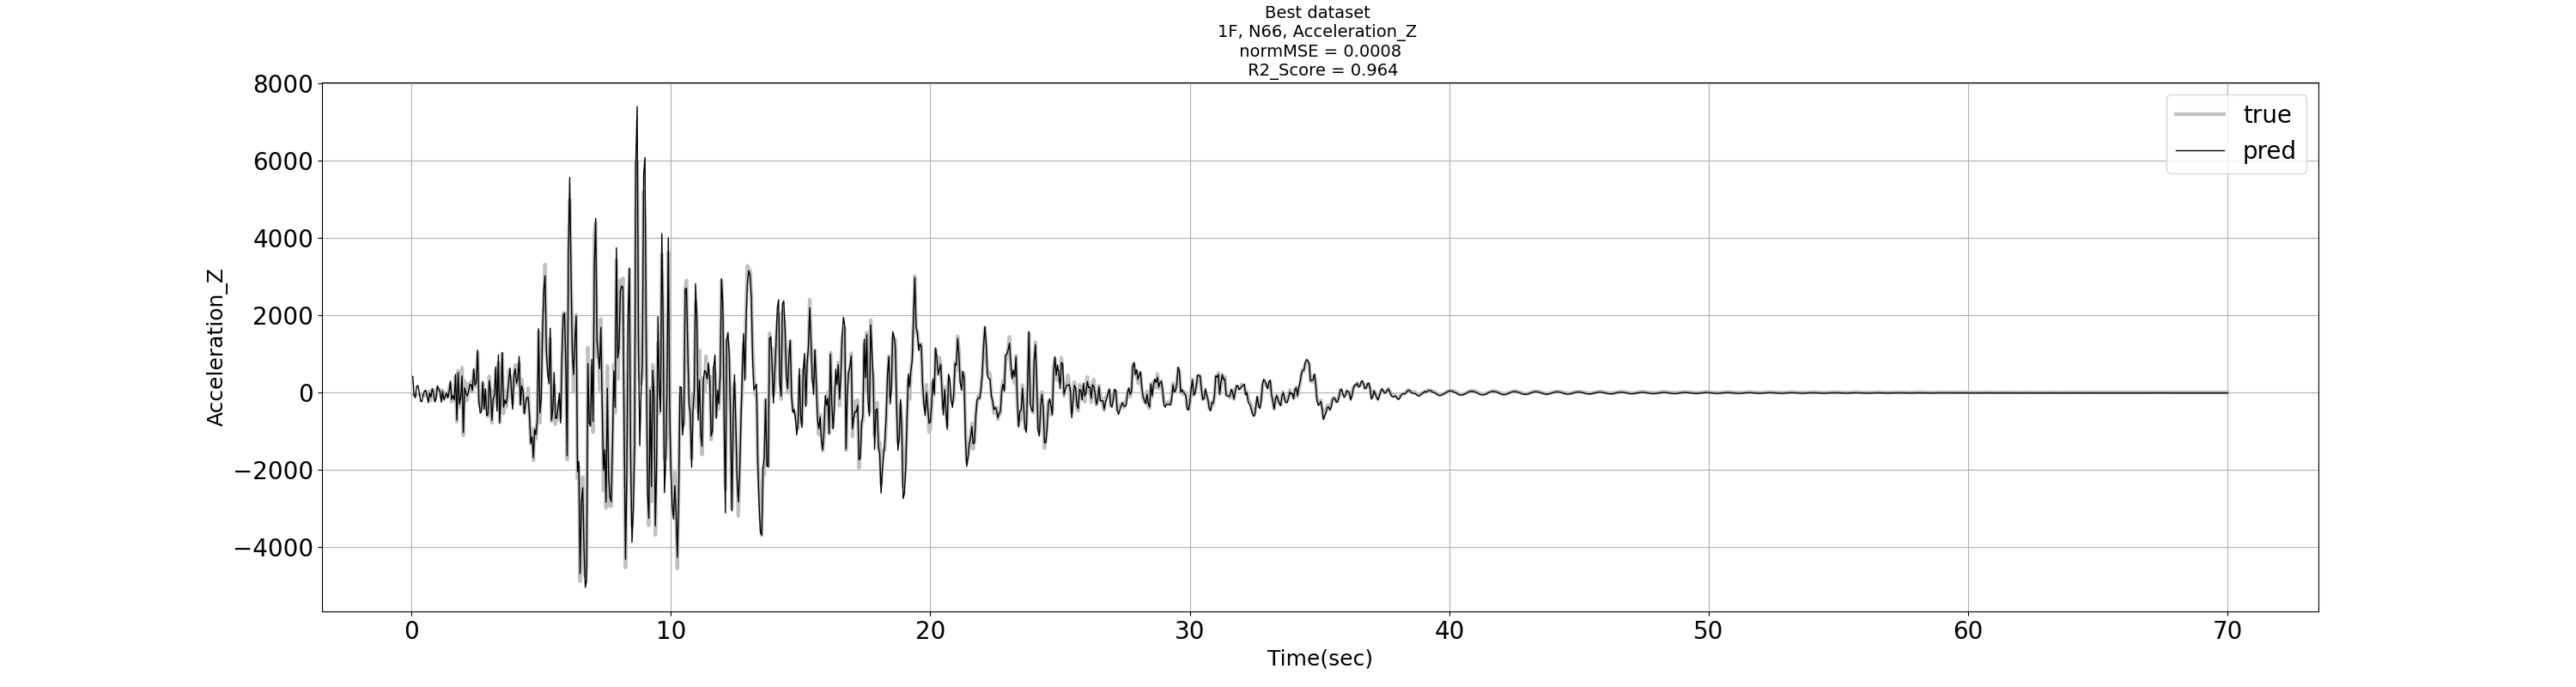 Best dataset
1F, N66, Acceleration_Z
normMSE = 0.0008
R2_Score = 0.964
8000
6000
4000
2000
0
−2000
−4000
Acceleration_Z
true
pred
0 10 20 30 40 50 60 70
Time(sec)